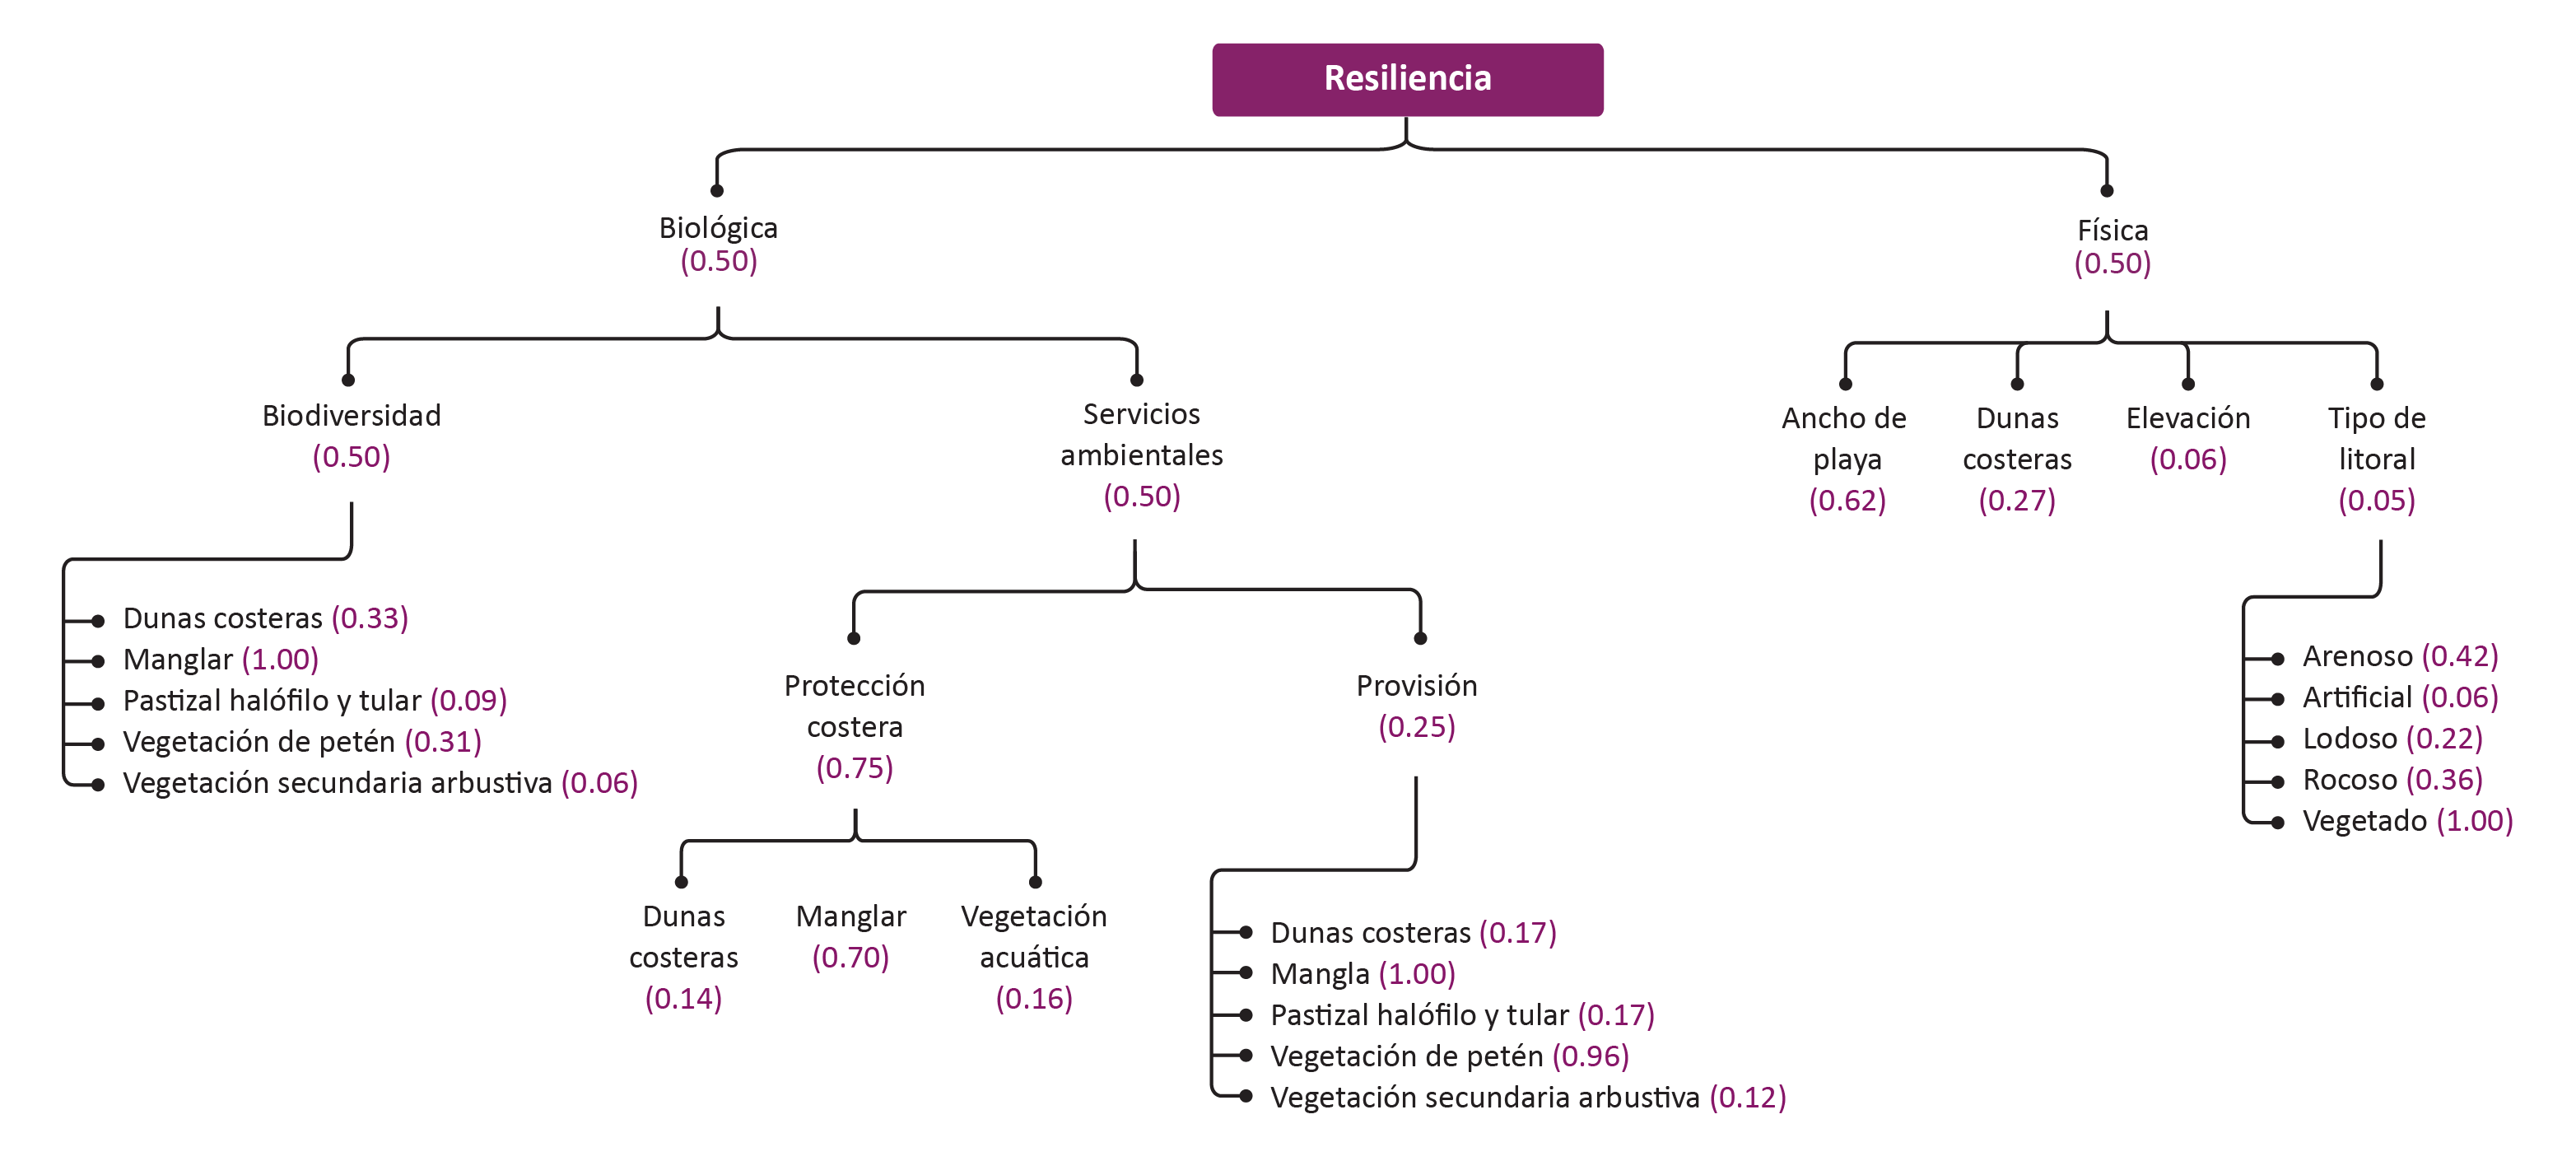 Resiliencia
Biológica
(0.50)
Física
(0.50)
Biodiversidad
(0.50)
Servicios
ambientales
(0.50)
Ancho de
playa
(0.62)
Dunas
costeras
(0.27)
Elevación
(0.06)
Tipo de
litoral
(0.05)
Dunas costeras (0.33)
Manglar (1.00)
Pastizal halófilo y tular (0.09)
Vegetación de petén (0.31)
Vegetación secundaria arbustiva (0.06)
Protección
costera
(0.75)
Provisión
(0.25)
Arenoso (0.42)
Artificial (0.06)
Lodoso (0.22)
Rocoso (0.36)
Vegetado (1.00)
Dunas
costeras
(0.14)
Manglar
(0.70)
Vegetación
acuática
(0.16)
Dunas costeras (0.17)
Mangla (1.00)
Pastizal halófilo y tular (0.17)
Vegetación de petén (0.96)
Vegetación secundaria arbustiva (0.12)